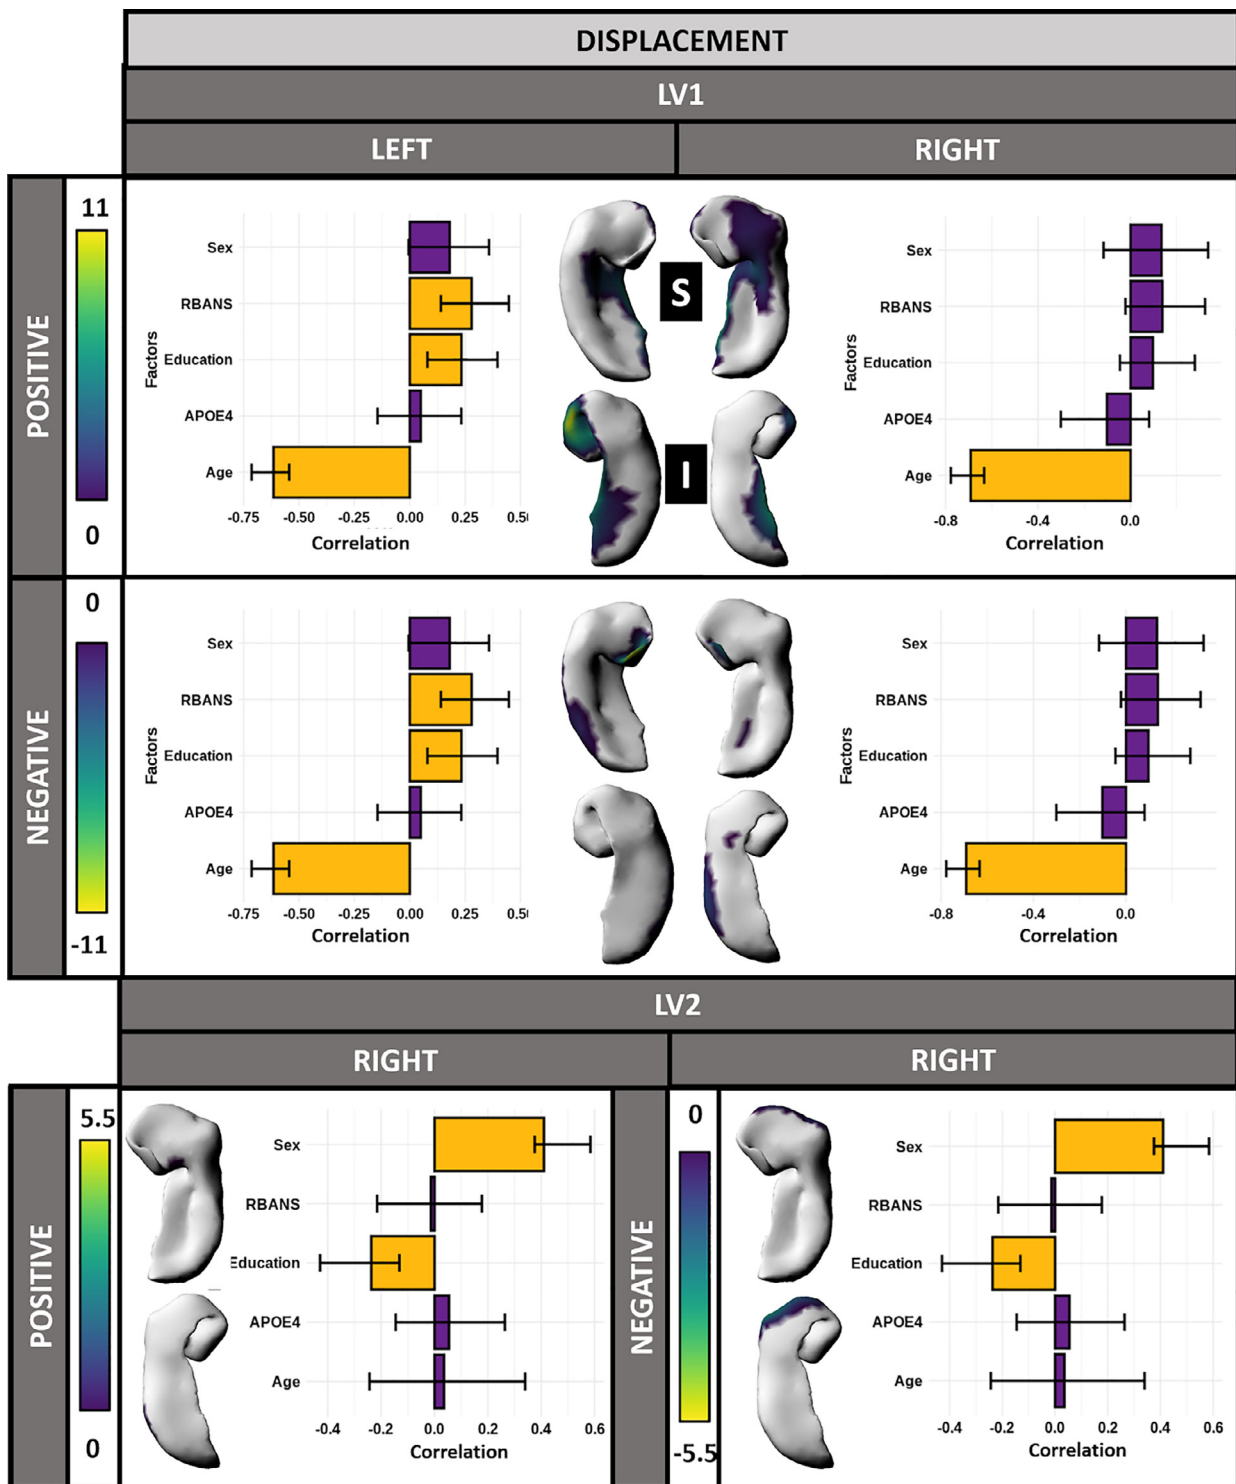 DISPLACEMENT
LV1
LEFT
RIGHT
POSITIVE
11
0
Factors
Sex
RBANS
Education
APOE4
Age
-0.75 -0.50 -0.25 0.00 0.25 0.5
Correlation
S
I
Factors
Sex
RBANS
Education
APOE4
Age
-0.8 -0.4 0.0
Correlation
NEGATIVE
0
-11
Factors
Sex
RBANS
Education
APOE4
Age
-0.75 -0.50 -0.25 0.00 0.25 0.5
Correlation
Factors
Sex
RBANS
Education
APOE4
Age
-0.8 -0.4 0.0
Correlation
LV2
RIGHT
RIGHT
POSITIVE
5.5
0
Sex
RBANS
Education
APOE4
Age
-0.4 -0.2 0.0 0.2 0.4 0.6
Correlation
NEGATIVE
0
-5.5
Sex
RBANS
Education
APOE4
Age
-0.4 -0.2 0.0 0.2 0.4 0.6
Correlation